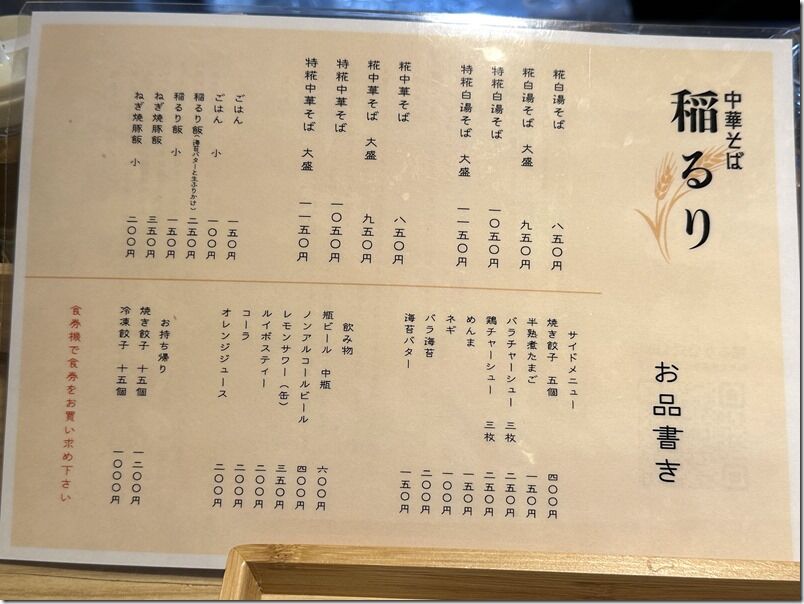 中華そば
稲るり
お品書き
糀白湯そば 八五〇円
糀白湯そば 大盛 九五〇円
特糀白湯そば 一〇五〇円
特糀白湯そば 大盛 一一五〇円
糀中華そば 八五〇円
糀中華そば 大盛 九五〇円
特糀中華そば 一〇五〇円
特糀中華そば 大盛 一一五〇円
ごはん 一五〇円
ごはん 小 一〇〇円
稲るり飯(海苔バターと生ふりかけ) 二五〇円
稲るり飯 小 一五〇円
ねぎ焼豚飯 三五〇円
ねぎ焼豚飯 小 二〇〇円
サイドメニュー
焼き餃子 五個 四〇〇円
半熟煮たまご 一五〇円
バラチャーシュー 三枚 二五〇円
鶏チャーシュー 三枚 二五〇円
めんま 一五〇円
ネギ 一〇〇円
バラ海苔 二〇〇円
海苔バター 一五〇円
飲み物
瓶ビール 中瓶 六〇〇円
ノンアルコールビール 四〇〇円
レモンサワー(缶) 三五〇円
ルイボスティー 二〇〇円
コーラ 二〇〇円
オレンジジュース 二〇〇円
お持ち帰り
焼き餃子 十五個 一二〇〇円
冷凍餃子 十五個 一〇〇〇円
食券機で食券をお買い求め下さい